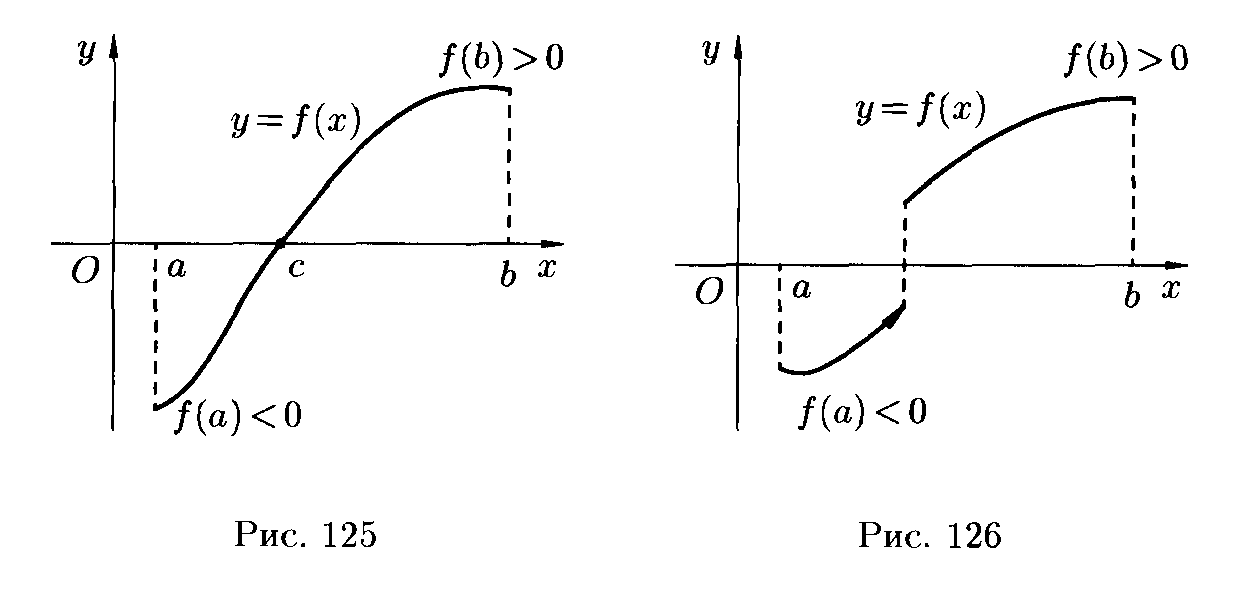 y
f(b)>0
y=f(x)
O a c b x
f(a)<0
Рис. 125
y
f(b)>0
y=f(x)
O a b x
f(a)<0
Рис. 126